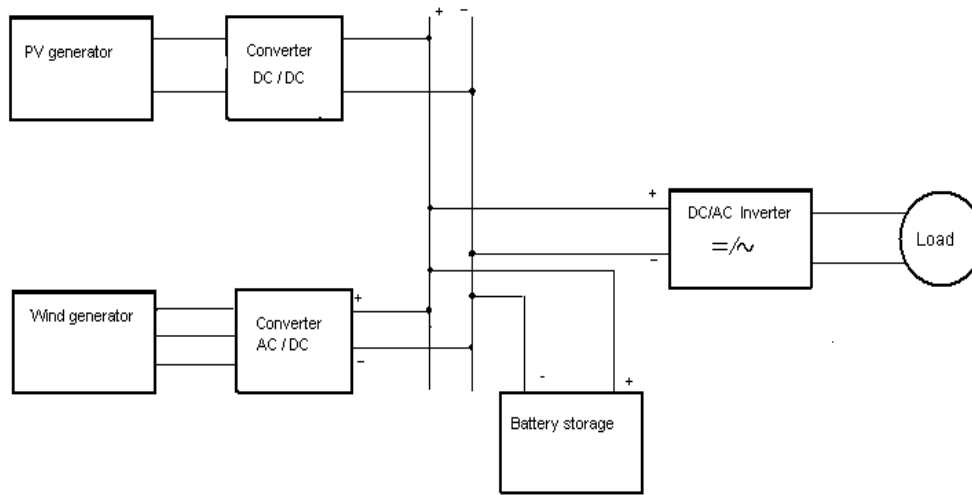 + −
PV generator
Converter
DC / DC
+
DC/AC Inverter
=/~
−
Load
Wind generator
+
Converter
AC / DC
−
- +
Battery storage